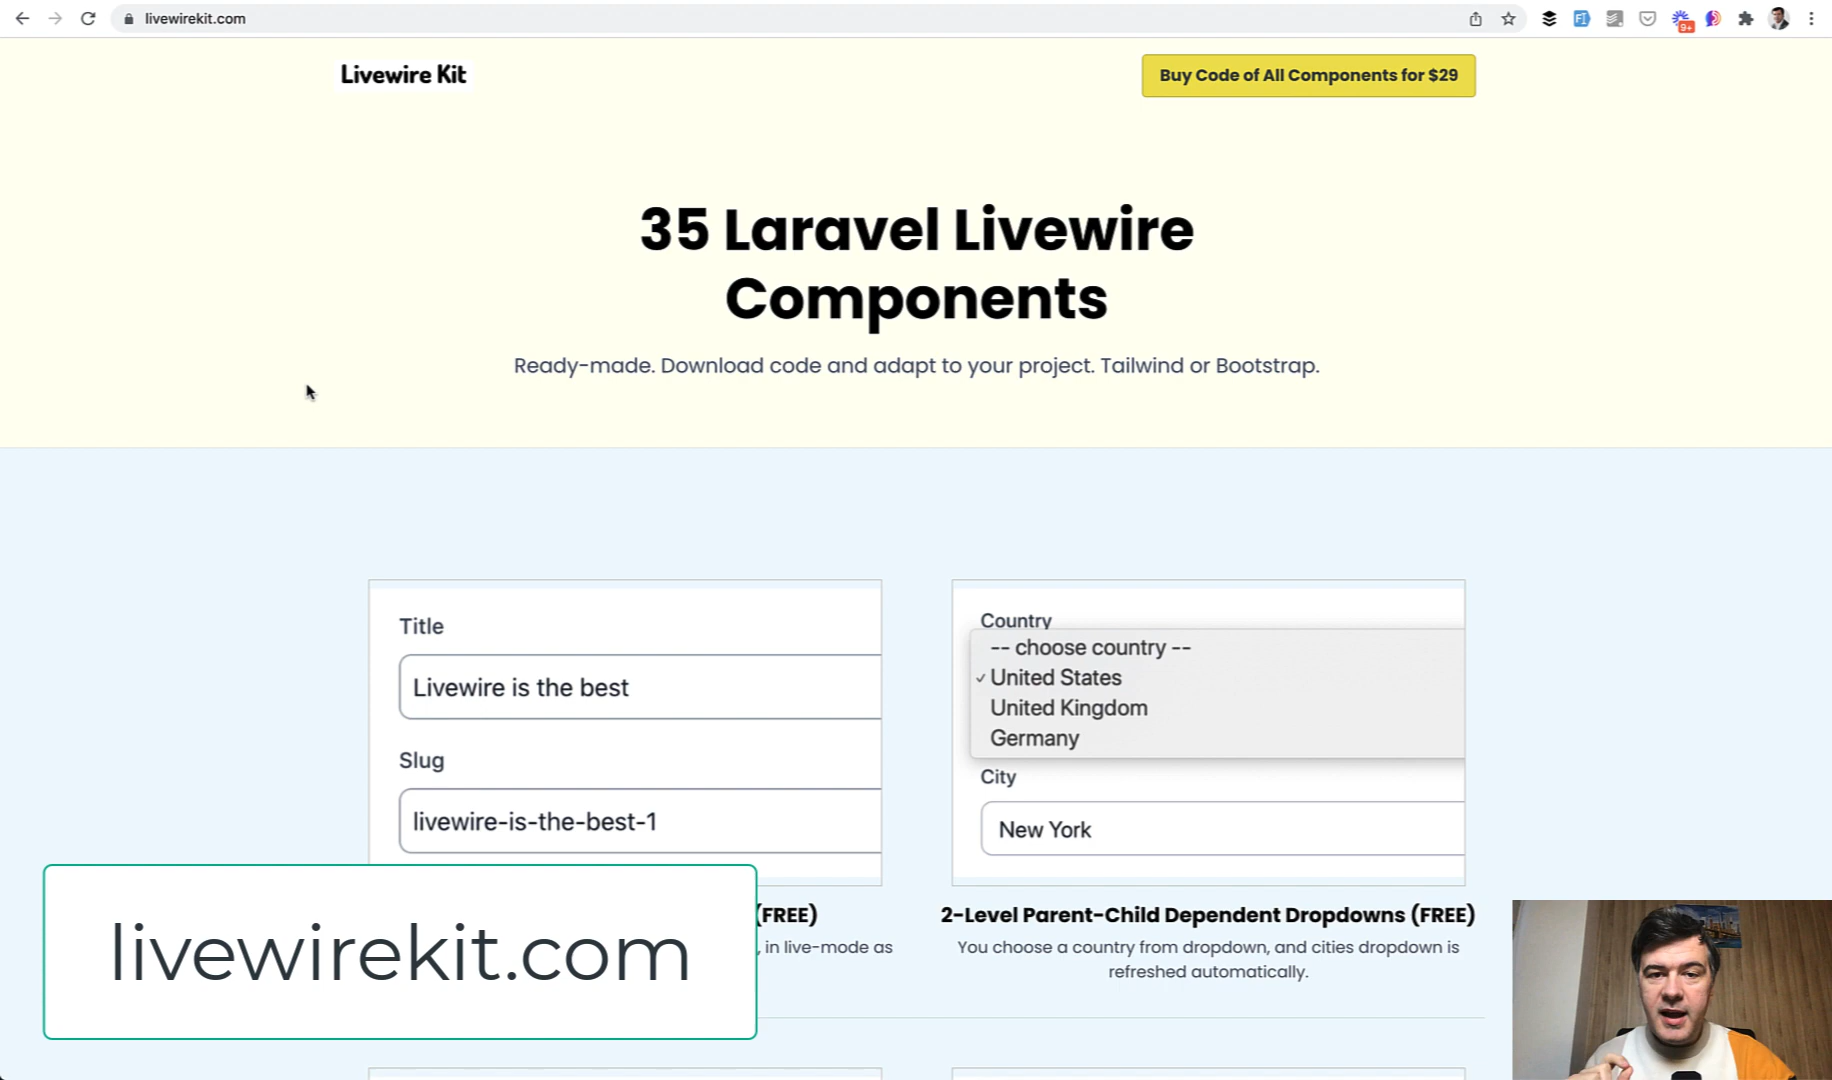 livewirekit.com
9+
Livewire Kit
Buy Code of All Components for $29
35 Laravel Livewire
Components
Ready-made. Download code and adapt to your project. Tailwind or Bootstrap.
Title
Livewire is the best
Slug
livewire-is-the-best-1
(FREE)
, in live-mode as
Country
-- choose country --
✓ United States
United Kingdom
Germany
City
New York
2-Level Parent-Child Dependent Dropdowns (FREE)
You choose a country from dropdown, and cities dropdown is
refreshed automatically.
livewirekit.com